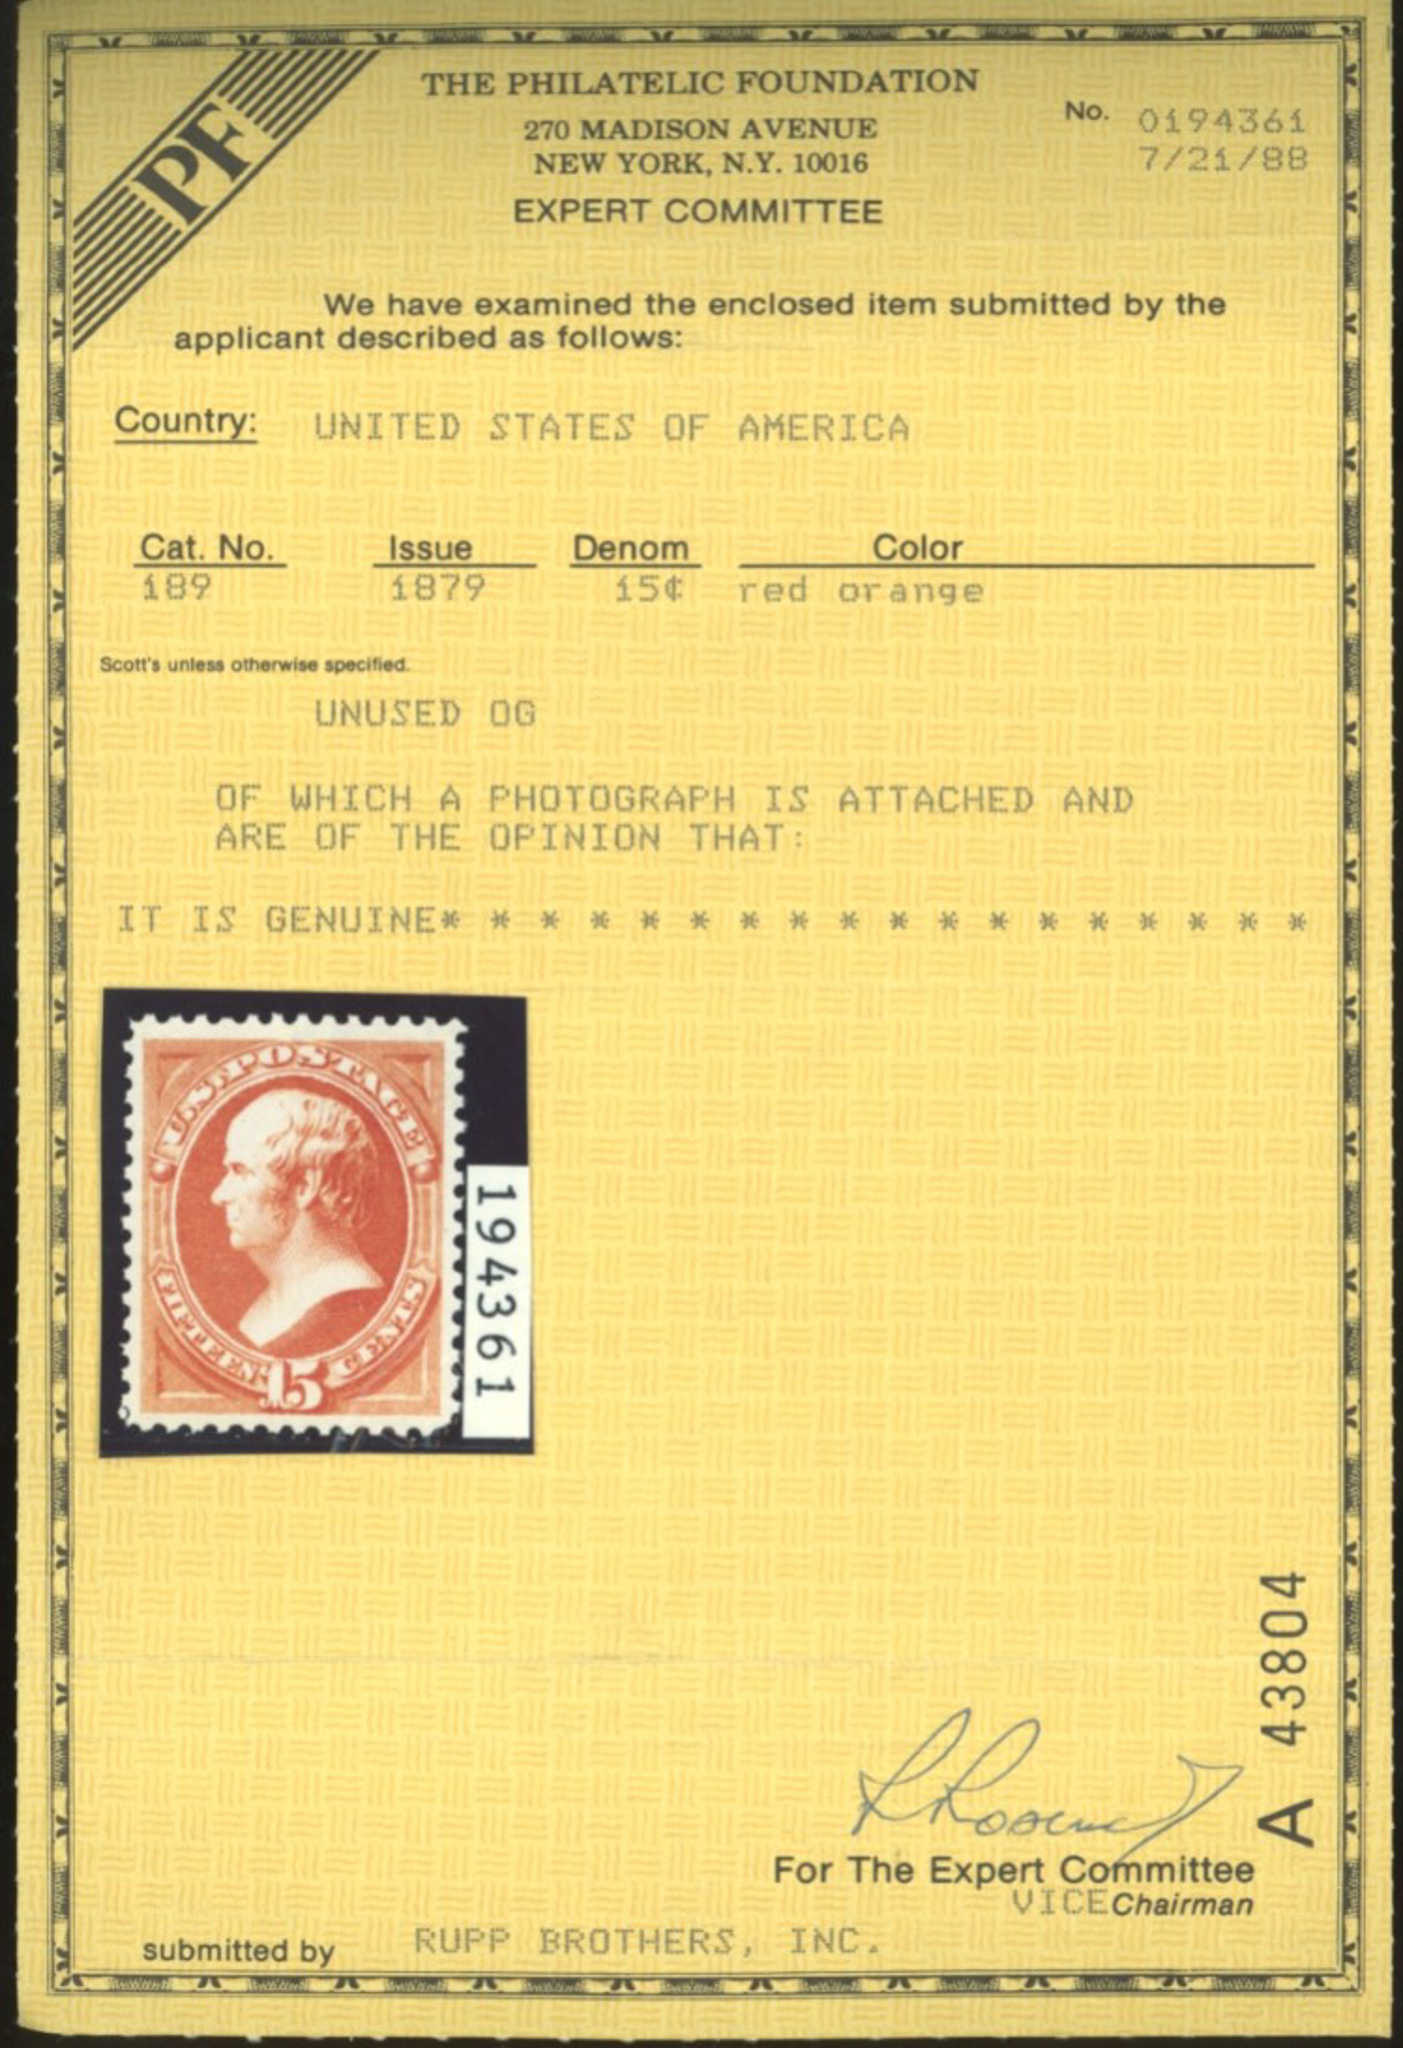 PF
THE PHILATELIC FOUNDATION
270 MADISON AVENUE
NEW YORK, N.Y. 10016
EXPERT COMMITTEE
No. 0194361
7/21/88
We have examined the enclosed item submitted by the
applicant described as follows:
Country: UNITED STATES OF AMERICA
Cat. No. Issue Denom Color
189 1879 15¢ red orange
Scott's unless otherwise specified.
UNUSED OG
OF WHICH A PHOTOGRAPH IS ATTACHED AND
ARE OF THE OPINION THAT:
IT IS GENUINE* * * * * * * * * * * * * * * * * *
U.S. POSTAGE
FIFTEEN 15 CENTS
194361
A 43804
For The Expert Committee
VICE Chairman
submitted by RUPP BROTHERS, INC.